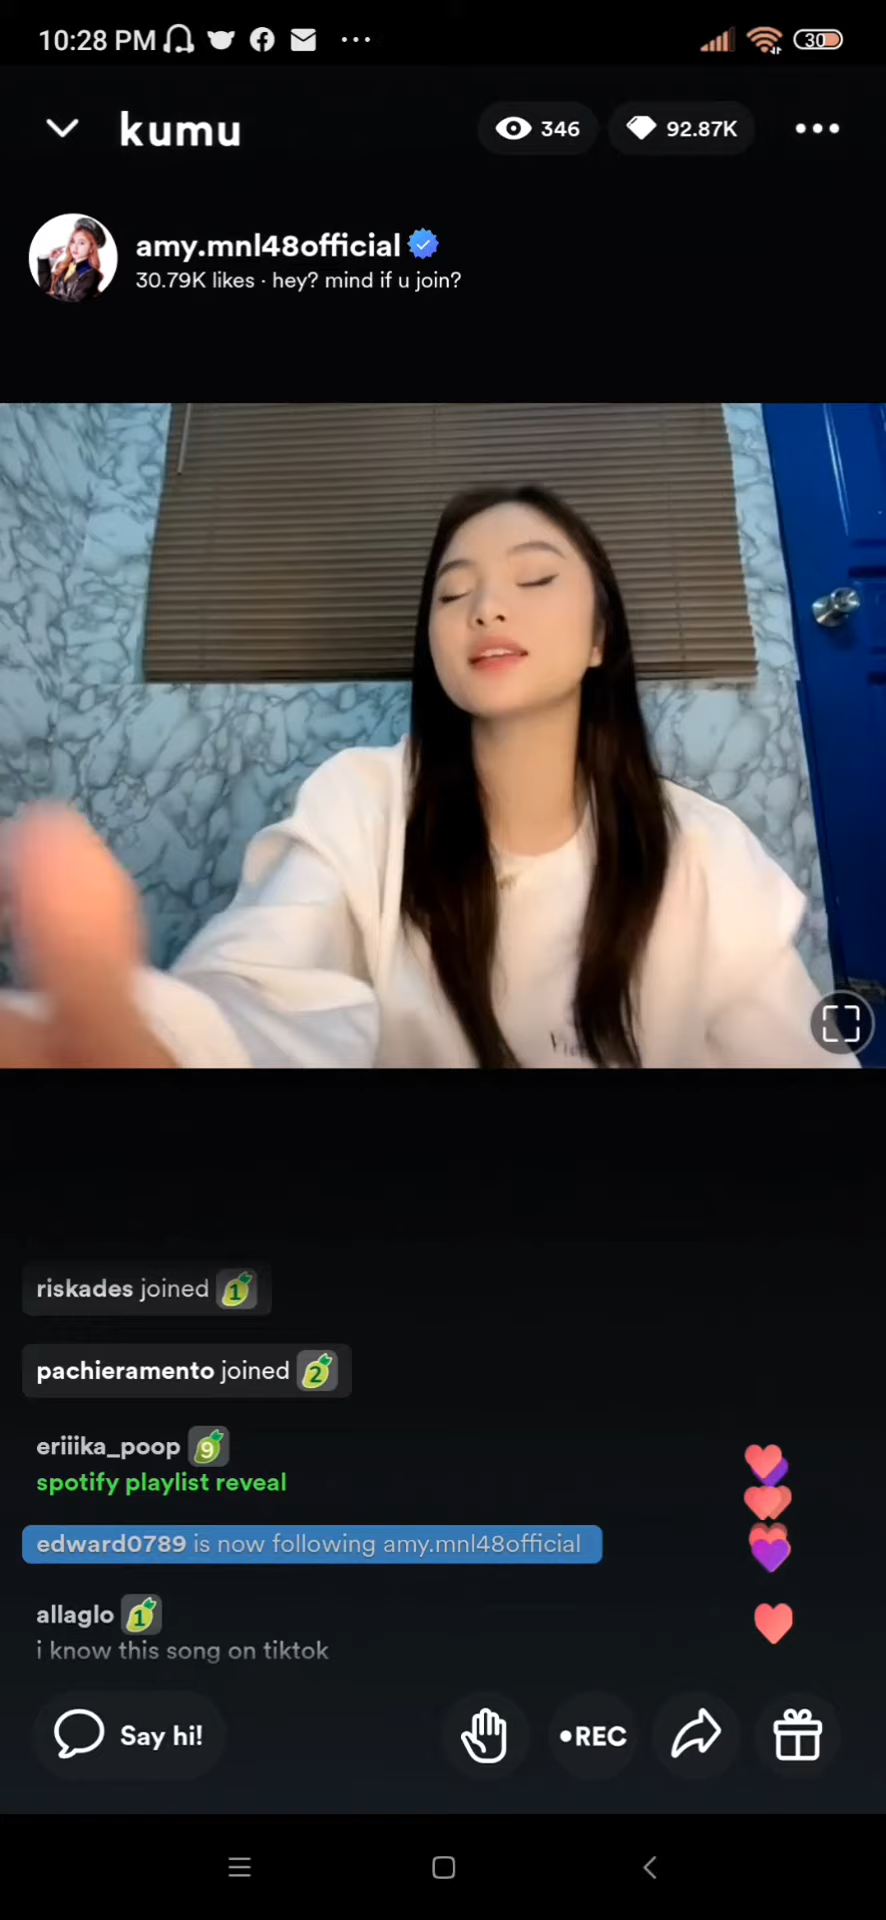 10:28 PM
30
kumu
346
92.87K
amy.mnl48official
30.79K likes · hey? mind if u join?
riskades joined 1
pachieramento joined 2
eriiika_poop 9
spotify playlist reveal
edward0789 is now following amy.mnl48official
allaglo 1
i know this song on tiktok
Say hi!
•REC